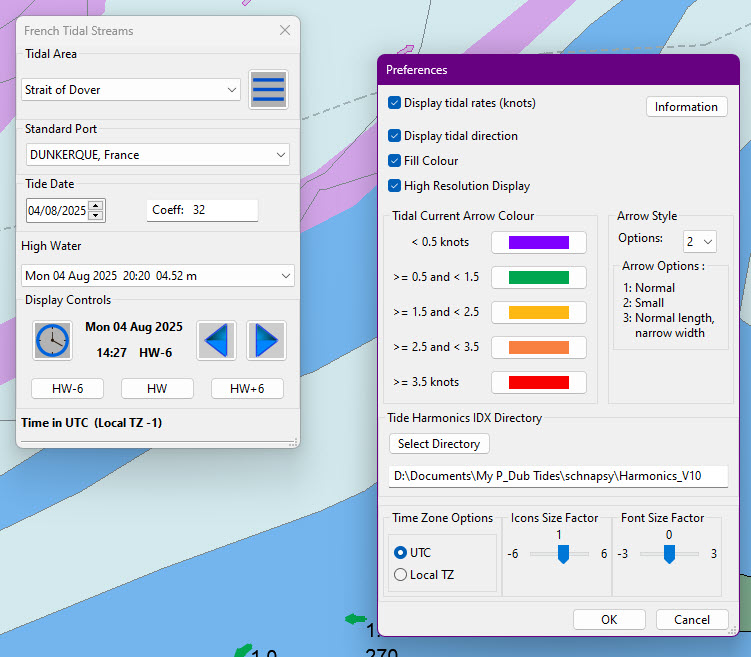 French Tidal Streams
Tidal Area
Strait of Dover
Standard Port
DUNKERQUE, France
Tide Date
04/08/2025
Coeff: 32
High Water
Mon 04 Aug 2025 20:20 04.52 m
Display Controls
Mon 04 Aug 2025
14:27 HW-6
HW-6
HW
HW+6
Time in UTC (Local TZ -1)
Preferences
Display tidal rates (knots)
Information
Display tidal direction
Fill Colour
High Resolution Display
Tidal Current Arrow Colour
< 0.5 knots
>= 0.5 and < 1.5
>= 1.5 and < 2.5
>= 2.5 and < 3.5
>= 3.5 knots
Arrow Style
Options: 2
Arrow Options :
1: Normal
2: Small
3: Normal length,
narrow width
Tide Harmonics IDX Directory
Select Directory
D:\Documents\My P_Dub Tides\schnapsy\Harmonics_V10
Time Zone Options
UTC
Local TZ
Icons Size Factor
1
-6 6
Font Size Factor
0
-3 3
OK
Cancel
1.0
270